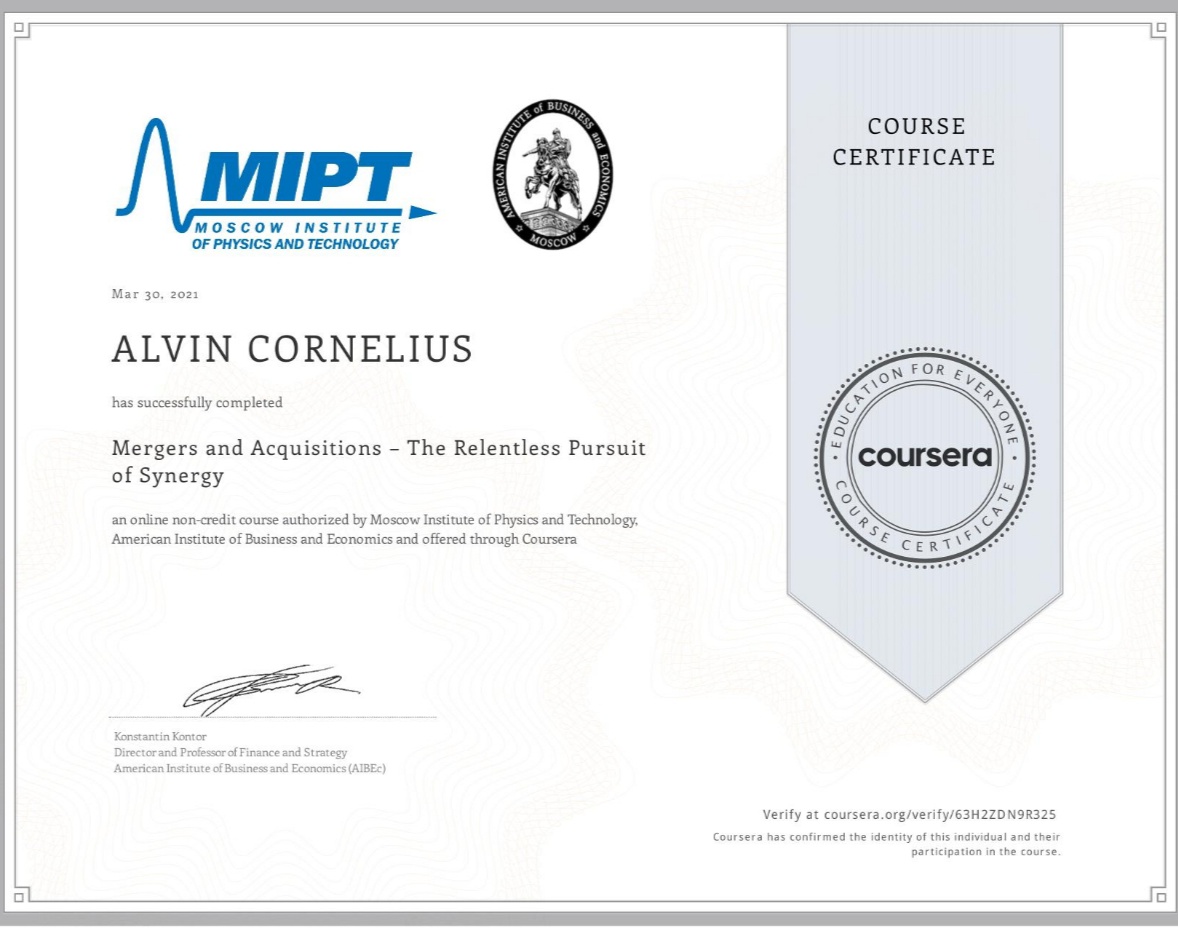 MIPT
MOSCOW INSTITUTE
OF PHYSICS AND TECHNOLOGY
AMERICAN INSTITUTE of BUSINESS and ECONOMICS
MOSCOW
COURSE
CERTIFICATE
Mar 30, 2021
ALVIN CORNELIUS
has successfully completed
Mergers and Acquisitions – The Relentless Pursuit
of Synergy
an online non-credit course authorized by Moscow Institute of Physics and Technology,
American Institute of Business and Economics and offered through Coursera
EDUCATION FOR EVERYONE
coursera
COURSE CERTIFICATE
Konstantin Kontor
Director and Professor of Finance and Strategy
American Institute of Business and Economics (AIBEc)
Verify at coursera.org/verify/63H2ZDN9R325
Coursera has confirmed the identity of this individual and their
participation in the course.